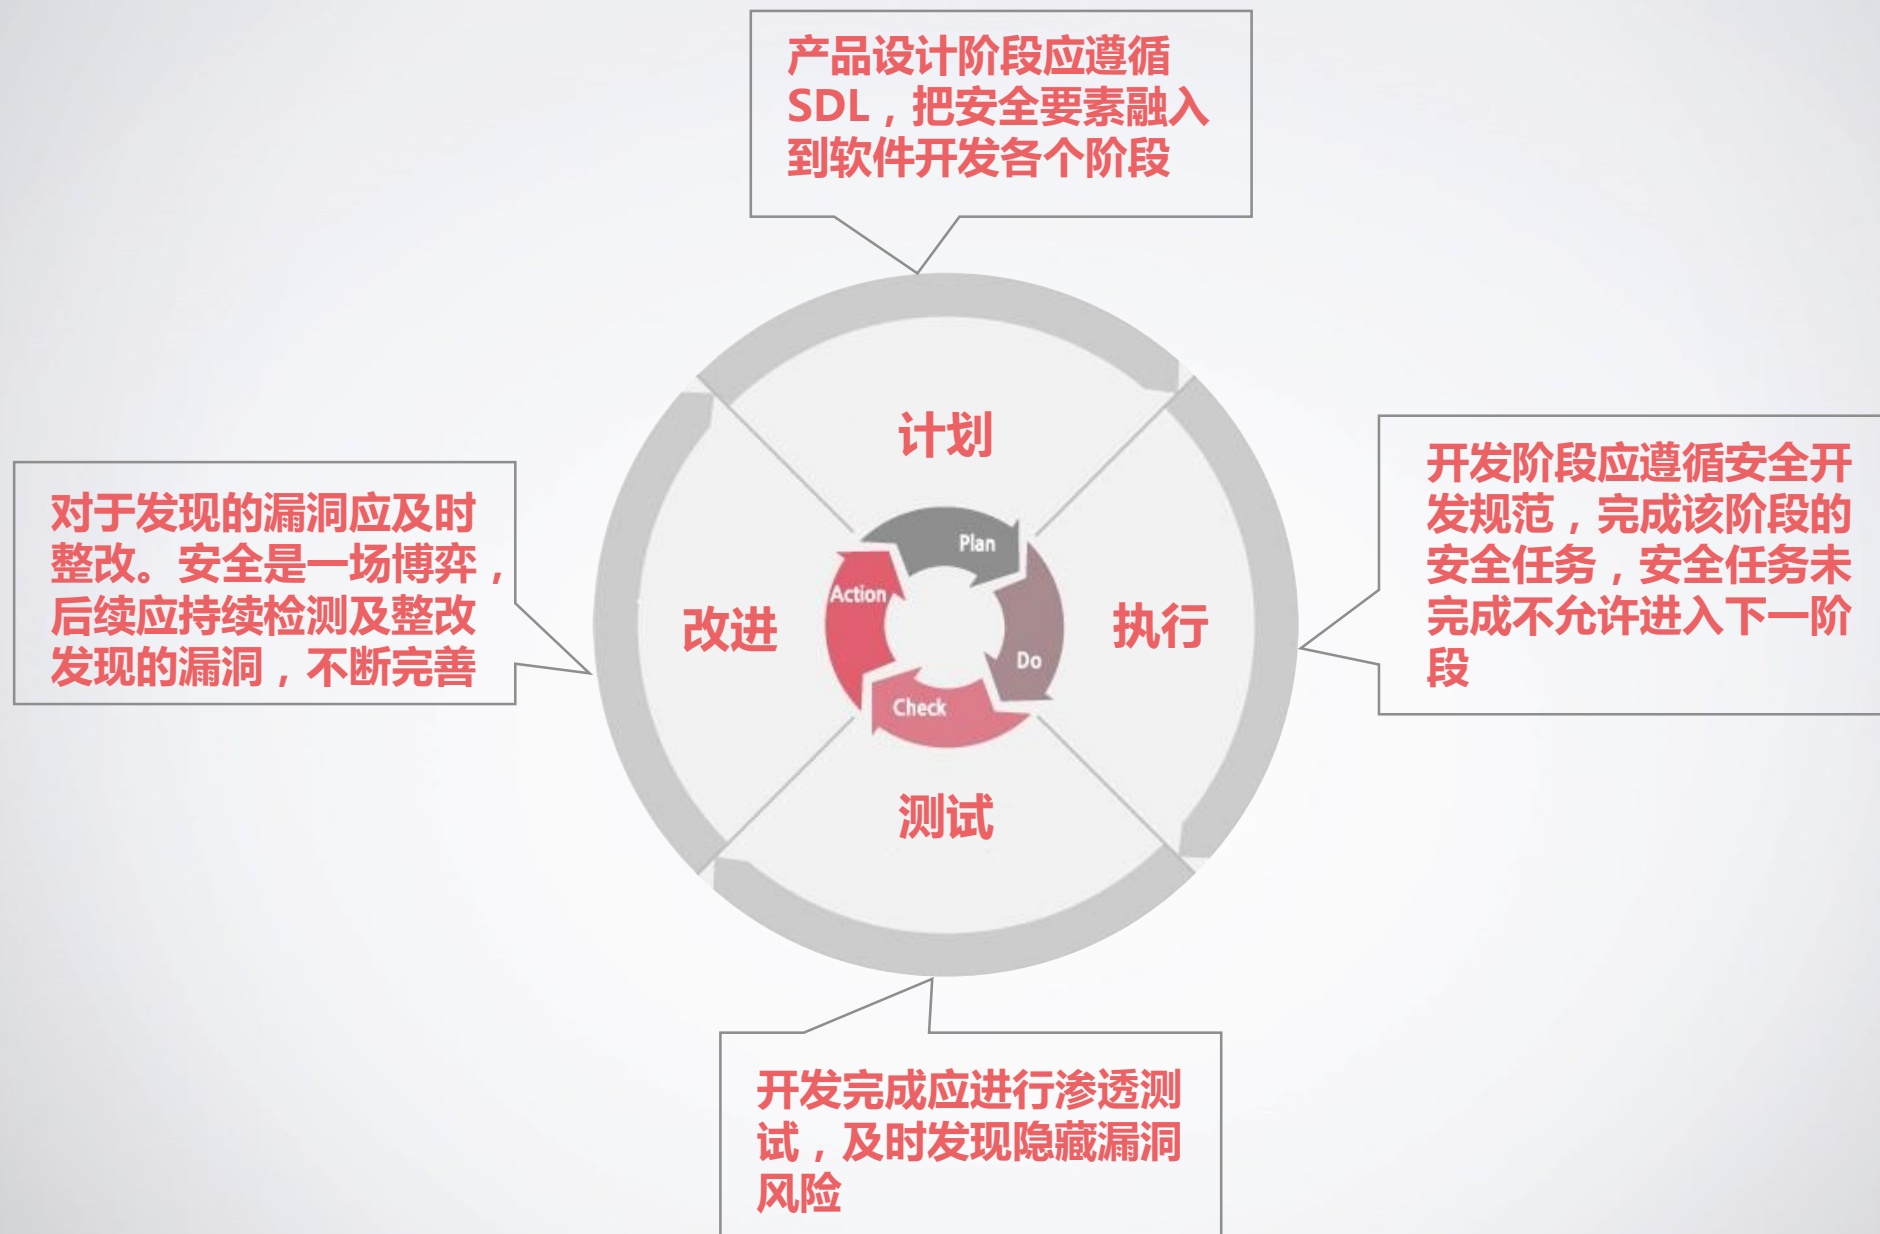 产品设计阶段应遵循
SDL，把安全要素融入
到软件开发各个阶段
计划
Plan
开发阶段应遵循安全开
发规范，完成该阶段的
安全任务，安全任务未
完成不允许进入下一阶
段
执行
Do
对于发现的漏洞应及时
整改。安全是一场博弈，
后续应持续检测及整改
发现的漏洞，不断完善
改进
Action
Check
测试
开发完成应进行渗透测
试，及时发现隐藏漏洞
风险